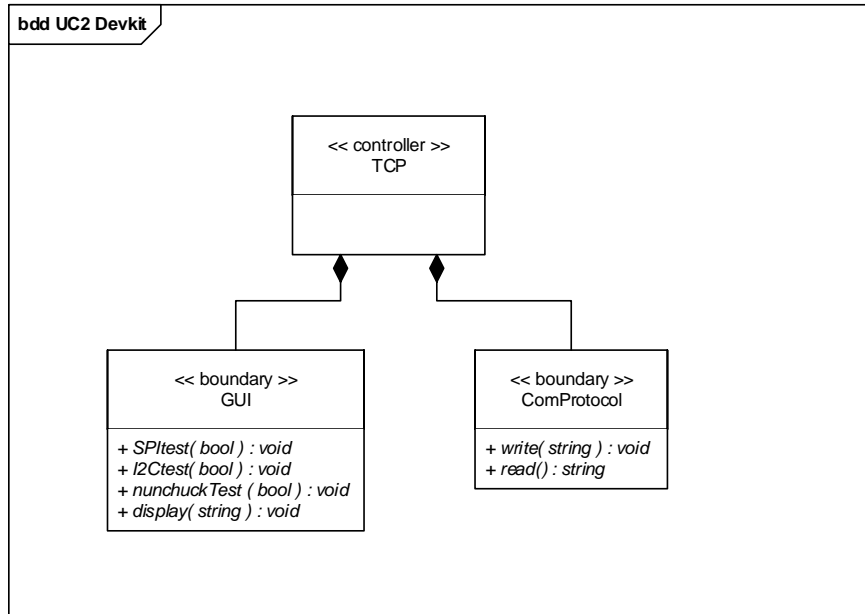 bdd UC2 Devkit
<< controller >>
TCP
<< boundary >>
GUI
+ SPItest( bool ) : void
+ I2Ctest( bool ) : void
+ nunchuckTest ( bool ) : void
+ display( string ) : void
<< boundary >>
ComProtocol
+ write( string ) : void
+ read() : string